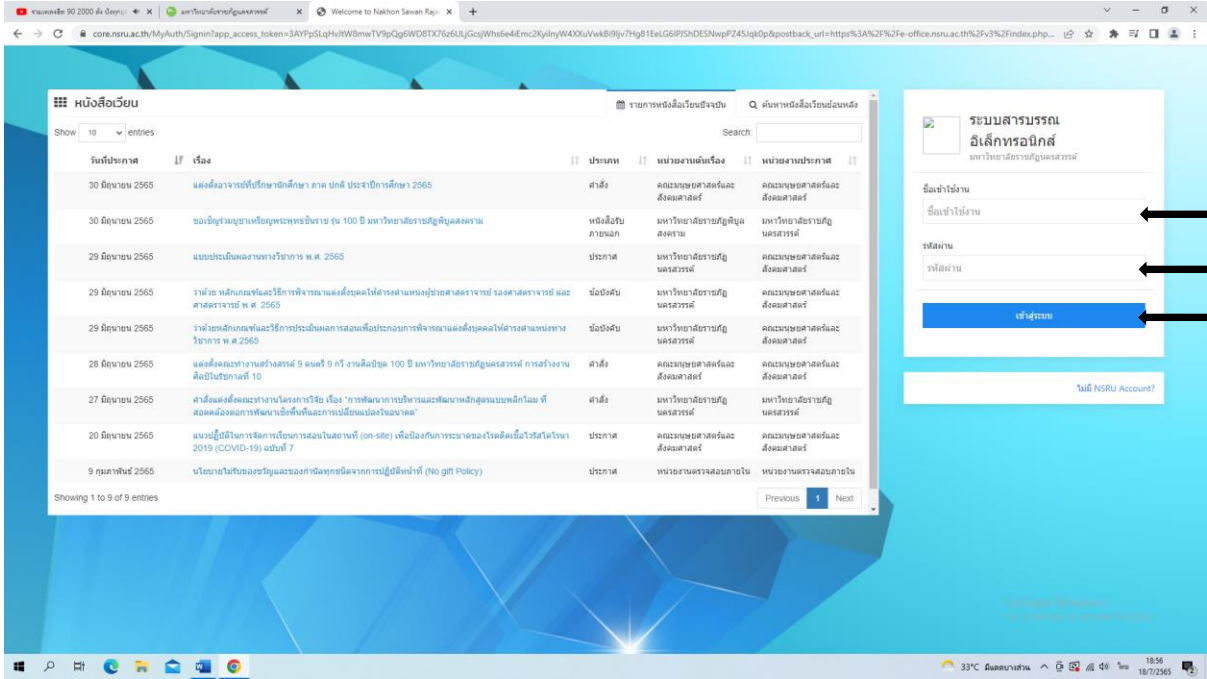 รวมเพลงฮิต 90 2000 ดัง
มหาวิทยาลัยราชภัฏนครสวรรค์
Welcome to Nakhon Sawan Raja
core.nsru.ac.th/MyAuth/Signin?app_access_token=
หนังสือเวียน
รายการหนังสือเวียนปัจจุบัน
ค้นหาหนังสือเวียนย้อนหลัง
Show 10 entries
Search:
วันที่ประกาศ เรื่อง ประเภท หน่วยงานต้นเรื่อง หน่วยงานประกาศ
30 มิถุนายน 2565 แต่งตั้งอาจารย์ที่ปรึกษานักศึกษา ภาค ปกติ ประจำปีการศึกษา 2565 คำสั่ง คณะมนุษยศาสตร์และ คณะมนุษยศาสตร์และ
สังคมศาสตร์ สังคมศาสตร์
30 มิถุนายน 2565 ขอเชิญร่วมบูชาเหรียญพระพุทธชินราช รุ่น 100 ปี มหาวิทยาลัยราชภัฏพิบูลสงคราม หนังสือรับ มหาวิทยาลัยราชภัฏพิบูล มหาวิทยาลัยราชภัฏ
ภายนอก สงคราม นครสวรรค์
29 มิถุนายน 2565 แบบประเมินผลงานทางวิชาการ พ.ศ. 2565 ประกาศ มหาวิทยาลัยราชภัฏ คณะมนุษยศาสตร์และ
นครสวรรค์ สังคมศาสตร์
29 มิถุนายน 2565 ว่าด้วย หลักเกณฑ์และวิธีการพิจารณาแต่งตั้งบุคคลให้ดำรงตำแหน่งผู้ช่วยศาสตราจารย์ รองศาสตราจารย์ และ ข้อบังคับ มหาวิทยาลัยราชภัฏ คณะมนุษยศาสตร์และ
ศาสตราจารย์ พ.ศ. 2565 นครสวรรค์ สังคมศาสตร์
29 มิถุนายน 2565 ว่าด้วยหลักเกณฑ์และวิธีการประเมินผลการสอนเพื่อประกอบการพิจารณาแต่งตั้งบุคคลให้ดำรงตำแหน่งทาง ข้อบังคับ มหาวิทยาลัยราชภัฏ คณะมนุษยศาสตร์และ
วิชาการ พ.ศ.2565 นครสวรรค์ สังคมศาสตร์
28 มิถุนายน 2565 แต่งตั้งคณะทำงานสร้างสรรค์ 9 ดนตรี 9 กวี งานศิลป์ชุด 100 ปี มหาวิทยาลัยราชภัฏนครสวรรค์ การสร้างงาน คำสั่ง คณะมนุษยศาสตร์และ คณะมนุษยศาสตร์และ
ศิลป์ในรัชกาลที่ 10 สังคมศาสตร์ สังคมศาสตร์
27 มิถุนายน 2565 คำสั่งแต่งตั้งคณะทำงานโครงการวิจัย เรื่อง "การพัฒนาการบริหารและพัฒนาหลักสูตรแบบพลิกโฉม ที่ คำสั่ง มหาวิทยาลัยราชภัฏ มหาวิทยาลัยราชภัฏ
สอดคล้องต่อการพัฒนาเชิงพื้นที่และการเปลี่ยนแปลงในอนาคต" นครสวรรค์ นครสวรรค์
20 มิถุนายน 2565 แนวปฏิบัติในการจัดการเรียนการสอนในสถานที่ (on-site) เพื่อป้องกันการระบาดของโรคติดเชื้อไวรัสโคโรนา ประกาศ คณะมนุษยศาสตร์และ คณะมนุษยศาสตร์และ
2019 (COVID-19) ฉบับที่ 7 สังคมศาสตร์ สังคมศาสตร์
9 กุมภาพันธ์ 2565 นโยบายไม่รับของขวัญและของกำนัลทุกชนิดจากการปฏิบัติหน้าที่ (No gift Policy) ประกาศ หน่วยงานตรวจสอบภายใน หน่วยงานตรวจสอบภายใน
Showing 1 to 9 of 9 entries
Previous 1 Next
ระบบสารบรรณ
อิเล็กทรอนิกส์
มหาวิทยาลัยราชภัฏนครสวรรค์
ชื่อเข้าใช้งาน
ชื่อเข้าใช้งาน
รหัสผ่าน
รหัสผ่าน
เข้าสู่ระบบ
ไม่มี NSRU Account?
33°C มีแดดบางส่วน
ไทย
18:56
18/7/2565